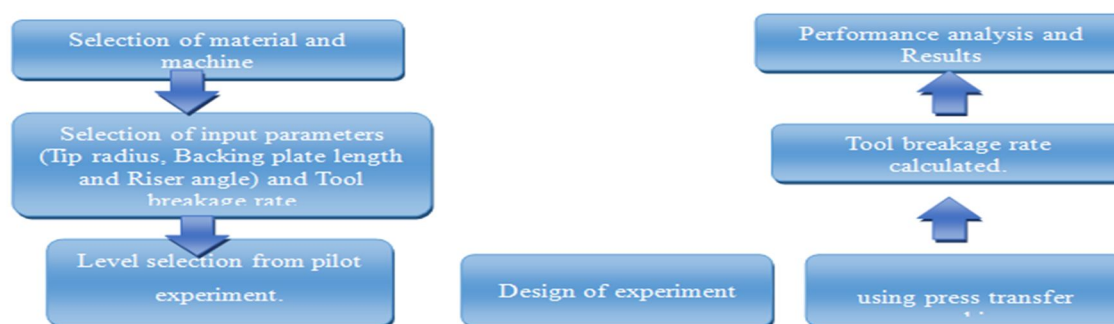 Selection of material and
machine
Selection of input parameters
(Tip radius, Backing plate length
and Riser angle) and Tool
breakage rate
Level selection from pilot
experiment.
Design of experiment
using press transfer
Tool breakage rate
calculated.
Performance analysis and
Results